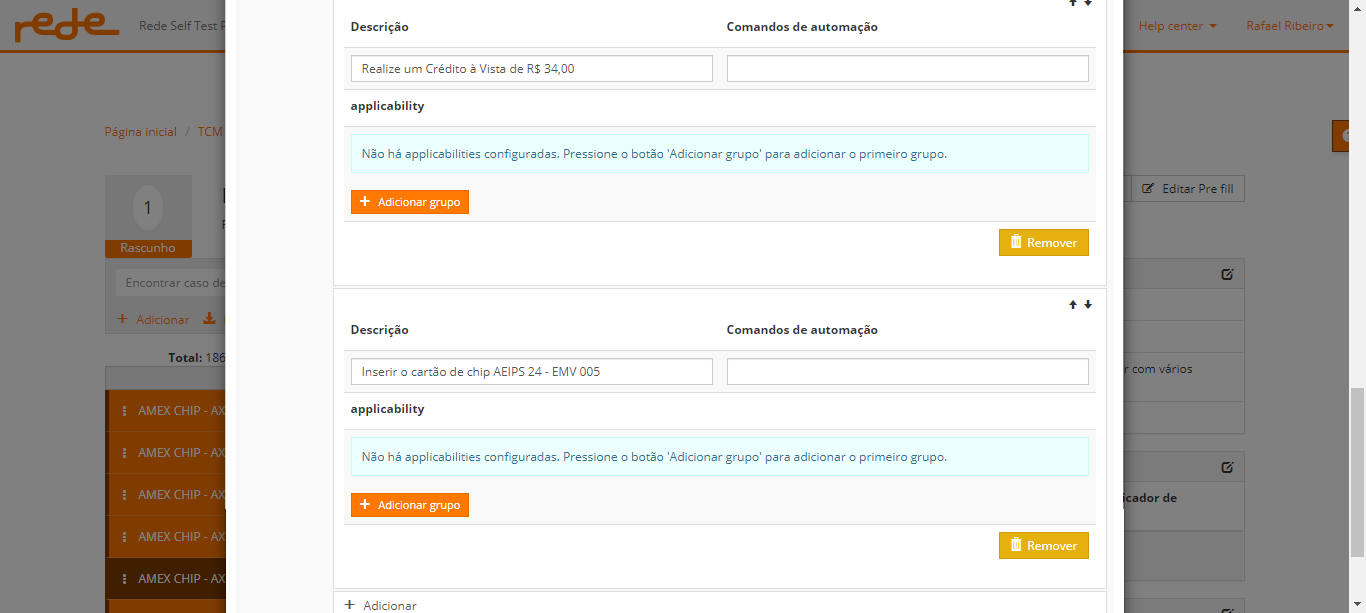 rede Rede Self Test Help center Rafael Ribeiro
Descrição Comandos de automação
Realize um Crédito à Vista de R$ 34,00
applicability
Página inicial / TCM
Não há applicabilities configuradas. Pressione o botão 'Adicionar grupo' para adicionar o primeiro grupo.
1
Editar Pre fill
+ Adicionar grupo
Rascunho
Remover
Encontrar caso de
+ Adicionar
Descrição Comandos de automação
Total: 186
Inserir o cartão de chip AEIPS 24 - EMV 005
r com vários
AMEX CHIP - AX
applicability
AMEX CHIP - AX
Não há applicabilities configuradas. Pressione o botão 'Adicionar grupo' para adicionar o primeiro grupo.
AMEX CHIP - AX
icador de
+ Adicionar grupo
AMEX CHIP - AX
Remover
AMEX CHIP - AX
+ Adicionar